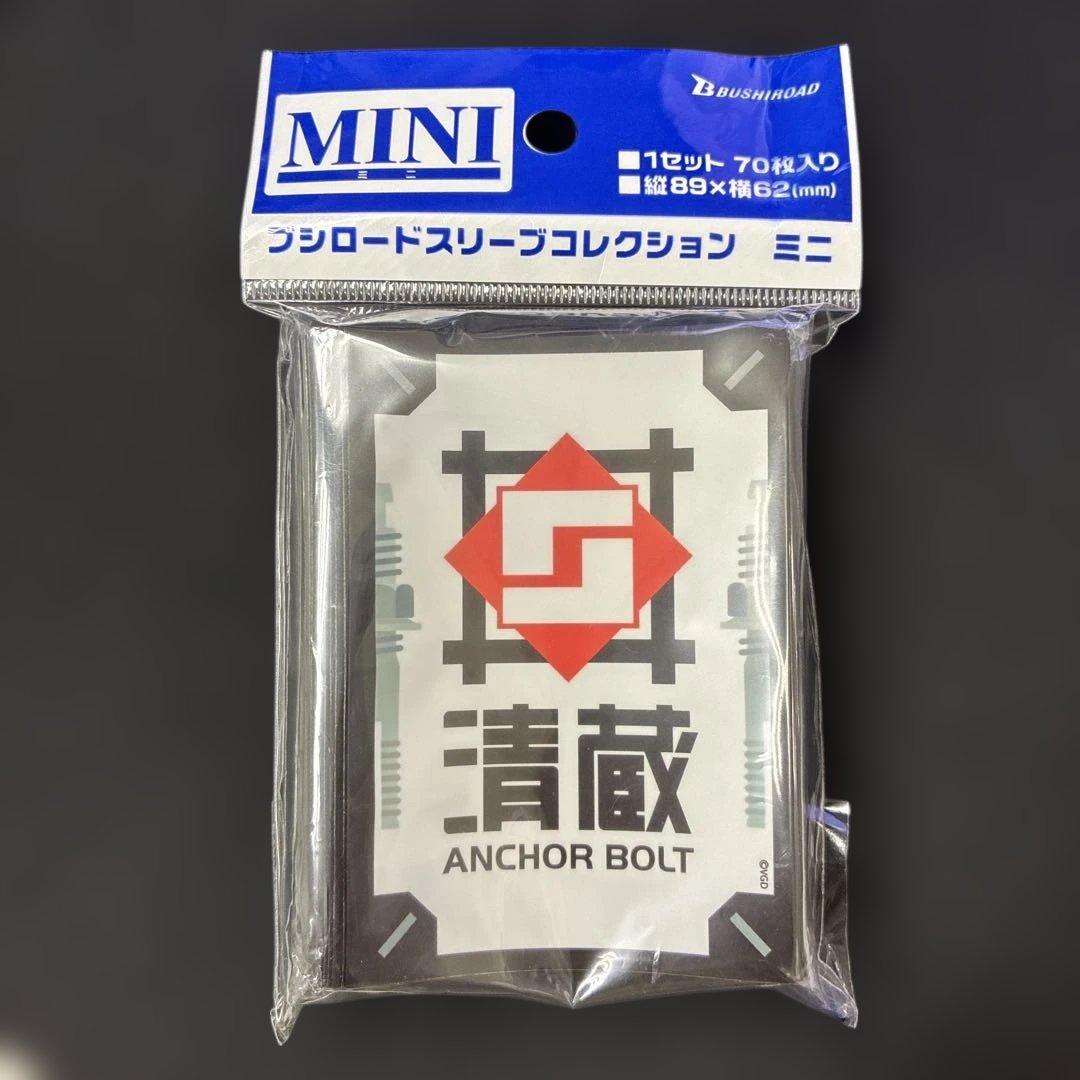 MINI
ミニ
BUSHIROAD
■1セット 70枚入り
■縦89×横62(mm)
ブシロードスリーブコレクション ミニ
清蔵
ANCHOR BOLT
©VGD